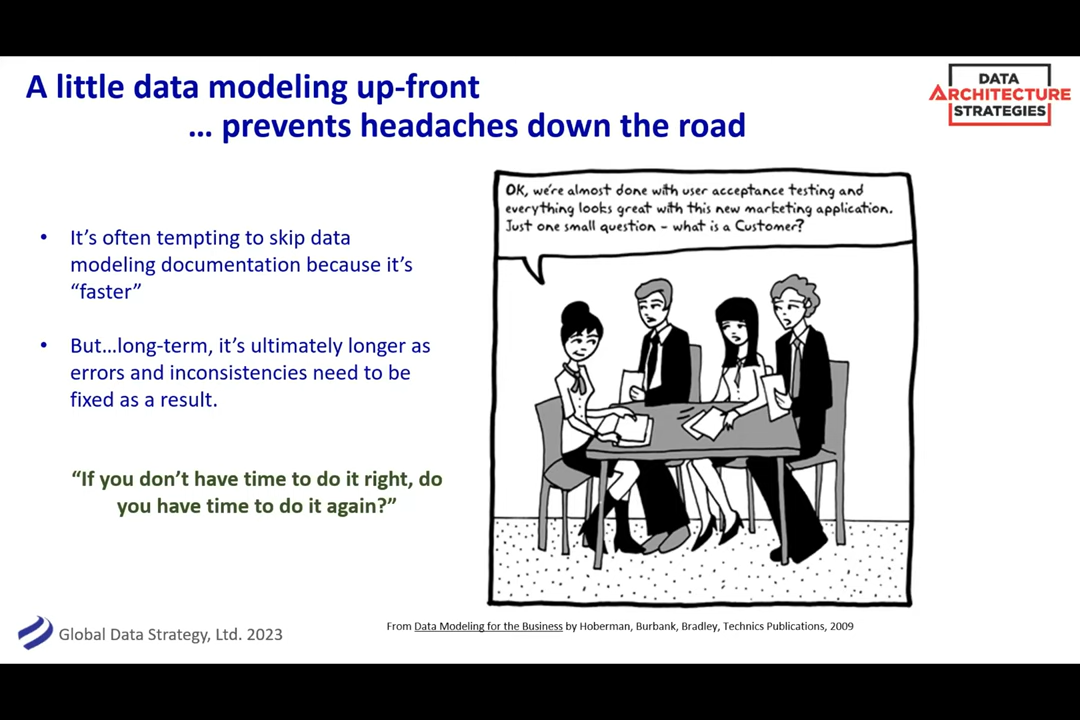 A little data modeling up-front
... prevents headaches down the road
DATA
ARCHITECTURE
STRATEGIES
• It’s often tempting to skip data
modeling documentation because it’s
“faster”
• But…long-term, it’s ultimately longer as
errors and inconsistencies need to be
fixed as a result.
“If you don’t have time to do it right, do
you have time to do it again?”
OK, we're almost done with user acceptance testing and
everything looks great with this new marketing application.
Just one small question - what is a Customer?
From Data Modeling for the Business by Hoberman, Burbank, Bradley, Technics Publications, 2009
Global Data Strategy, Ltd. 2023